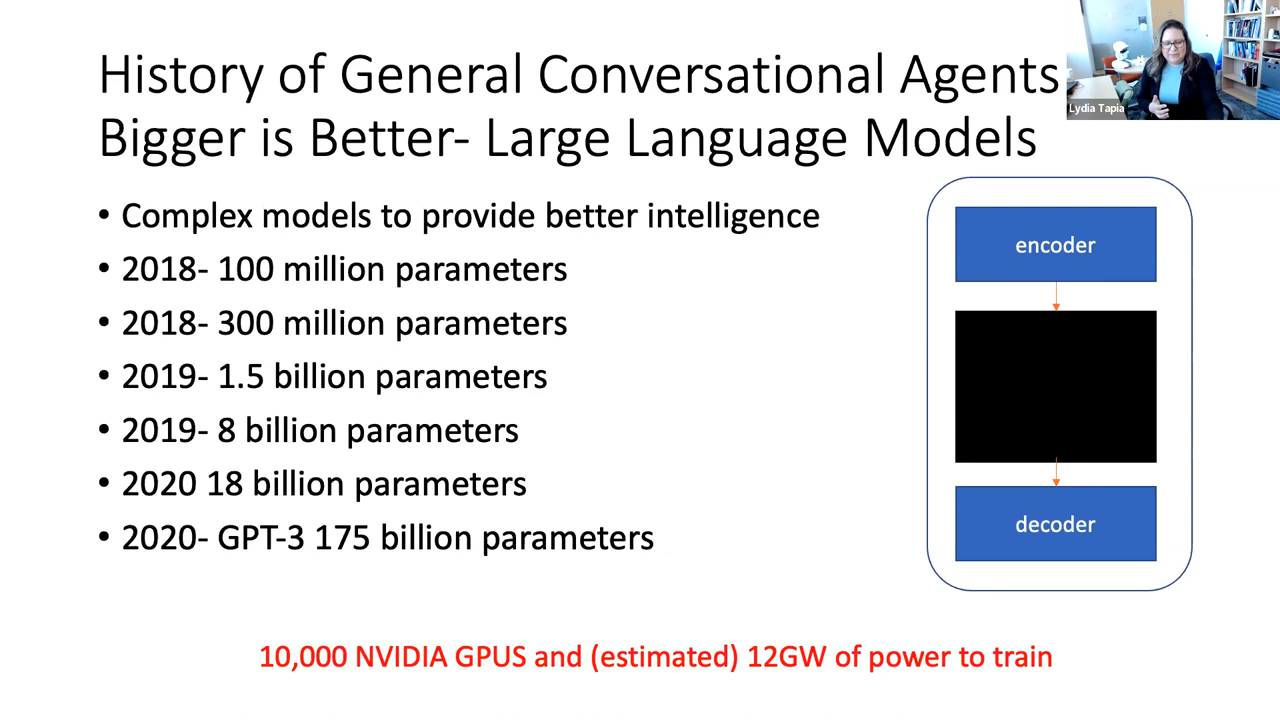 History of General Conversational Agents
Bigger is Better- Large Language Models
Lydia Tapia
• Complex models to provide better intelligence
• 2018- 100 million parameters
• 2018- 300 million parameters
• 2019- 1.5 billion parameters
• 2019- 8 billion parameters
• 2020 18 billion parameters
• 2020- GPT-3 175 billion parameters
encoder
decoder
10,000 NVIDIA GPUS and (estimated) 12GW of power to train